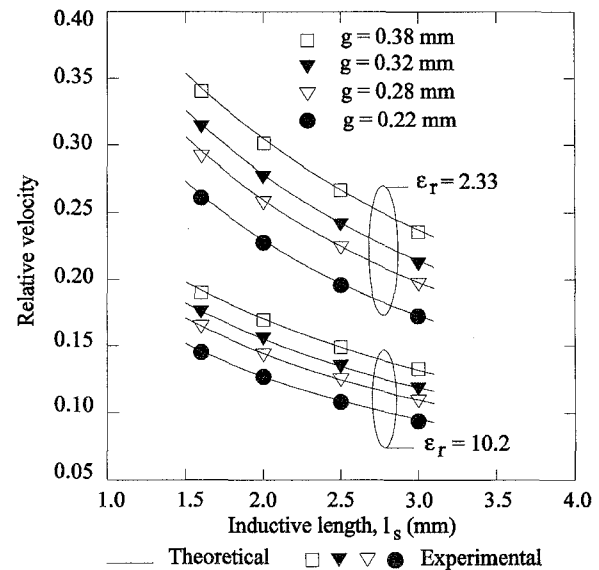 0.40
0.35
0.30
0.25
0.20
0.15
0.10
0.05
Relative velocity
g = 0.38 mm
g = 0.32 mm
g = 0.28 mm
g = 0.22 mm
εr = 2.33
εr = 10.2
1.0 1.5 2.0 2.5 3.0 3.5 4.0
Inductive length, ls (mm)
Theoretical Experimental